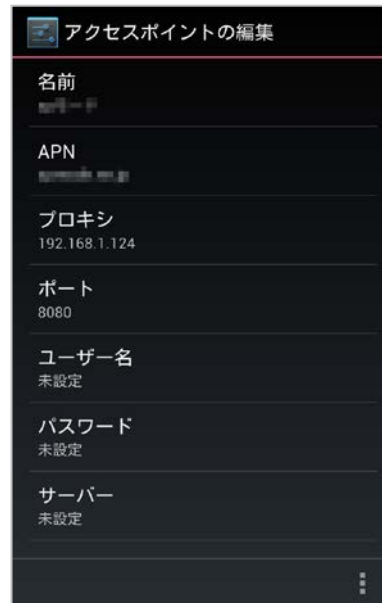 アクセスポイントの編集
名前
APN
プロキシ
192.168.1.124
ポート
8080
ユーザー名
未設定
パスワード
未設定
サーバー
未設定